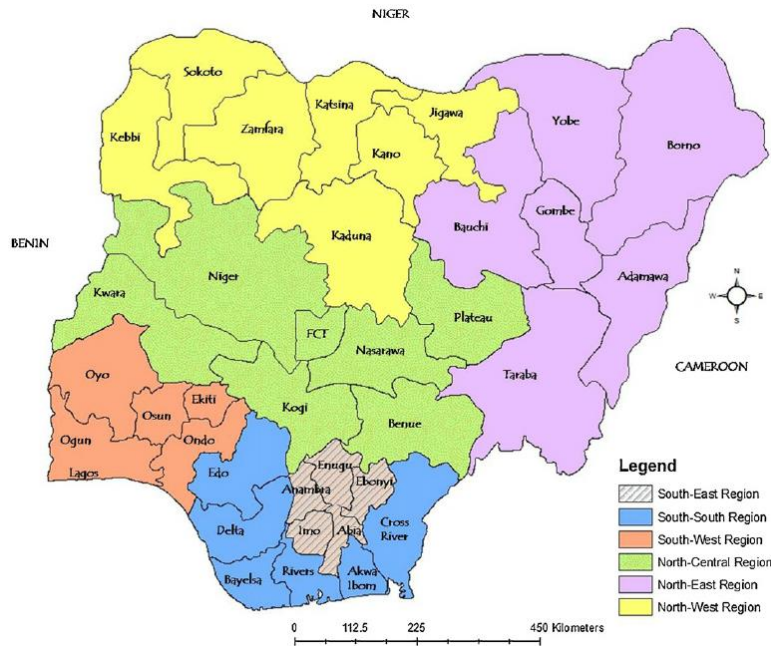 NIGER
Sokoto
Katsina
Jigawa
Yobe
Borno
Kebbi
Zamfara
Kano
Gombe
Bauchi
BENIN
Kaduna
Niger
Adamawa
Kwara
N
W
E
S
FCT
Plateau
Nasarawa
CAMEROON
Oyo
Taraba
Ekiti
Osun
Kogi
Benue
Ogun
Ondo
Lagos
Edo
Enugu
Ebonyi
Anambra
Delta
Imo
Abia
Cross
River
Bayelsa
Rivers
Akwa
Ibom
Legend
South-East Region
South-South Region
South-West Region
North-Central Region
North-East Region
North-West Region
0 112.5 225 450 Kilometers